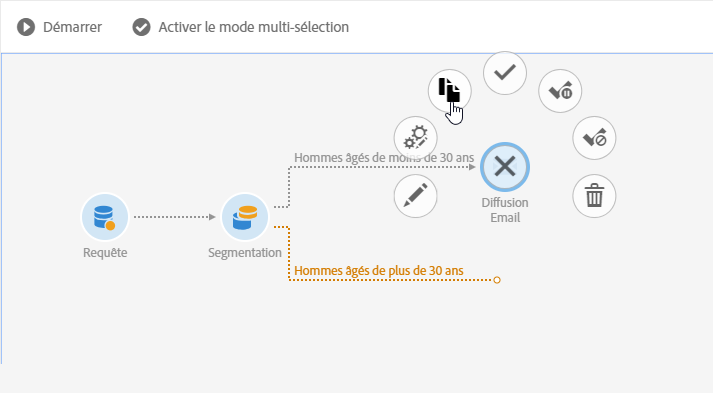 Démarrer
Activer le mode multi-sélection
Hommes âgés de moins de 30 ans
Diffusion
Email
Requête
Segmentation
Hommes âgés de plus de 30 ans